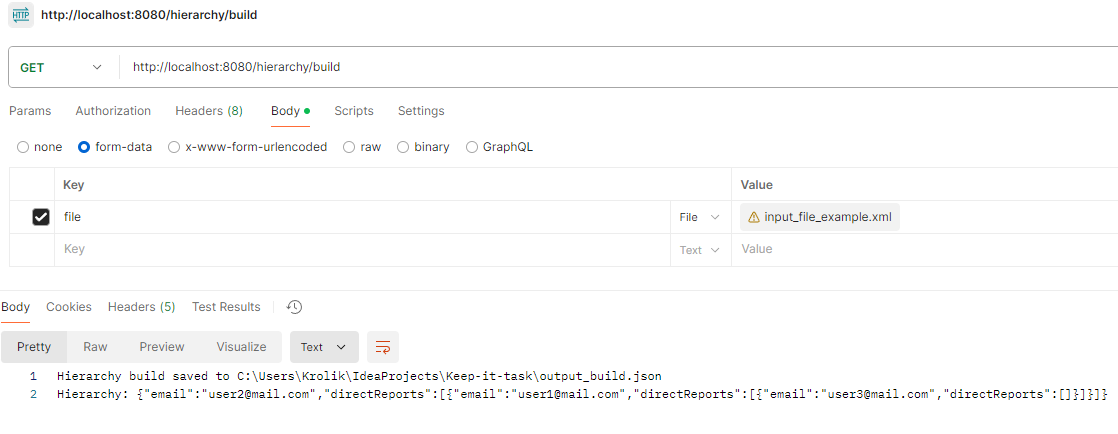 HTTP http://localhost:8080/hierarchy/build
GET http://localhost:8080/hierarchy/build
Params Authorization Headers (8) Body Scripts Settings
none form-data x-www-form-urlencoded raw binary GraphQL
Key Value
file File input_file_example.xml
Key Text Value
Body Cookies Headers (5) Test Results
Pretty Raw Preview Visualize Text
1 Hierarchy build saved to C:\Users\Krolik\IdeaProjects\Keep-it-task\output_build.json
2 Hierarchy: {"email":"user2@mail.com","directReports":[{"email":"user1@mail.com","directReports":[{"email":"user3@mail.com","directReports":[]}]}]}